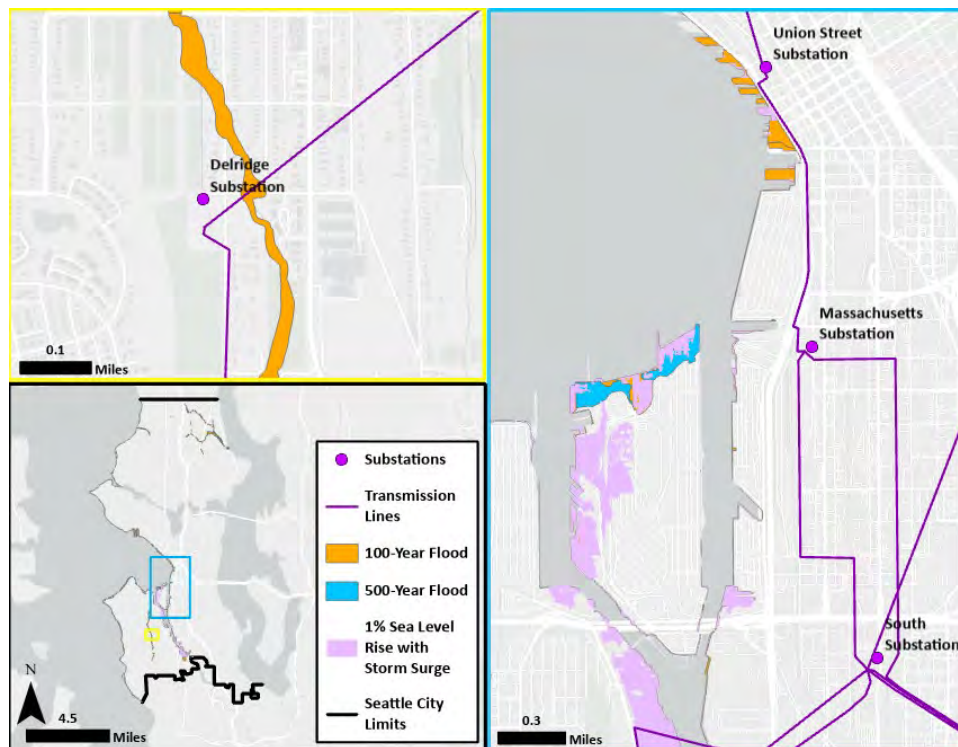 Delridge
Substation
0.1
Miles
Union Street
Substation
Massachusetts
Substation
South
Substation
0.3
Miles
N
4.5
Miles
Substations
Transmission
Lines
100-Year Flood
500-Year Flood
1% Sea Level
Rise with
Storm Surge
Seattle City
Limits